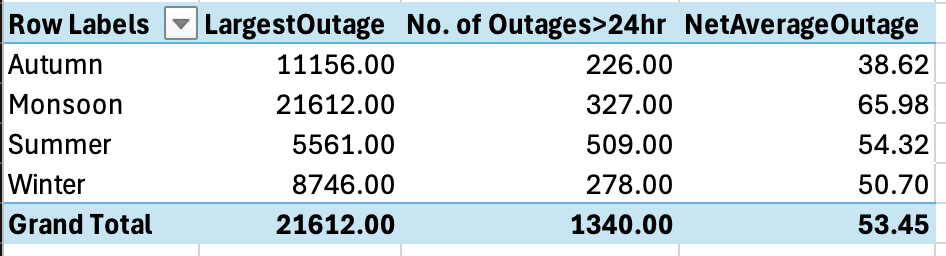 Row Labels LargestOutage No. of Outages>24hr NetAverageOutage
Autumn 11156.00 226.00 38.62
Monsoon 21612.00 327.00 65.98
Summer 5561.00 509.00 54.32
Winter 8746.00 278.00 50.70
Grand Total 21612.00 1340.00 53.45